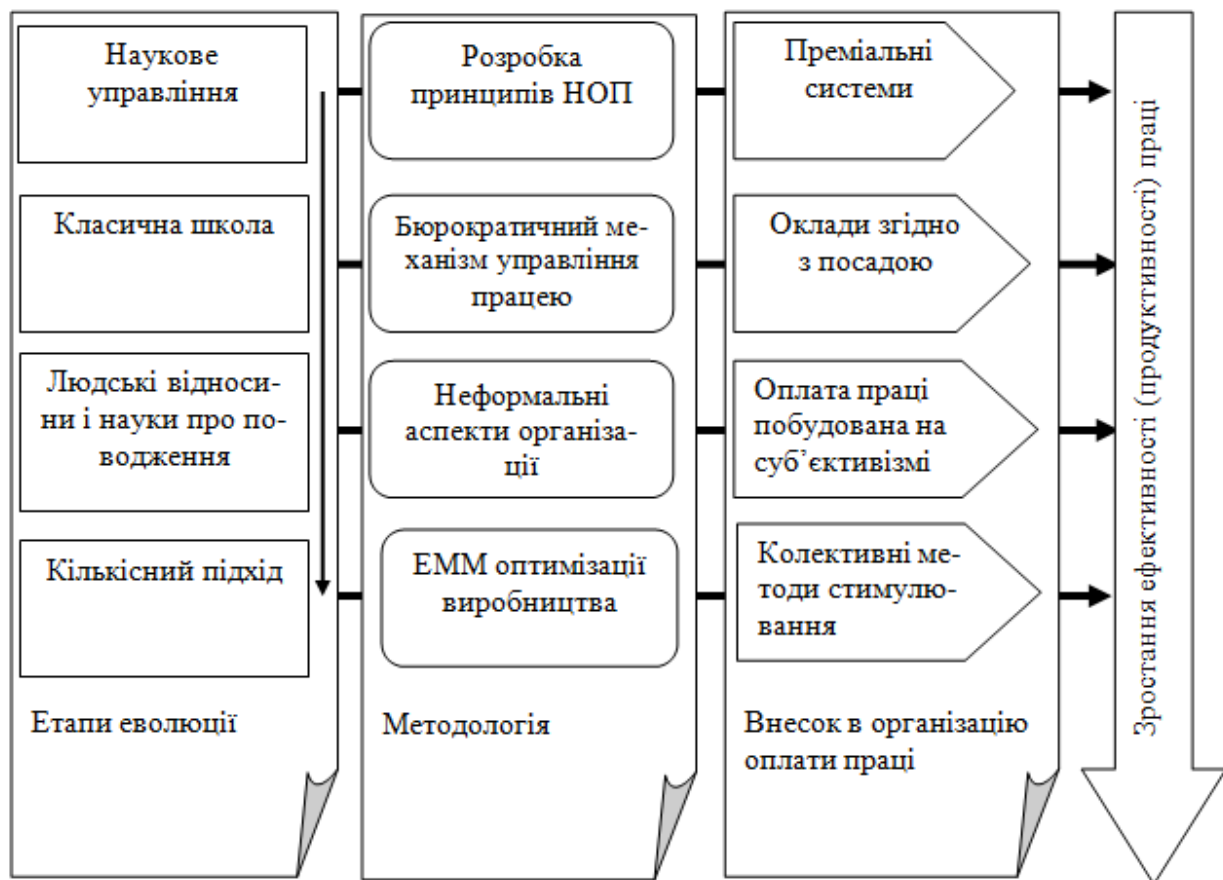 Наукове
управління
Класична школа
Людські відноси-
ни і науки про по-
водження
Кількісний підхід
Етапи еволюції
Розробка
принципів НОП
Бюрократичний ме-
ханізм управління
працею
Неформальні
аспекти організа-
ції
ЕММ оптимізації
виробництва
Методологія
Преміальні
системи
Оклади згідно
з посадою
Оплата праці
побудована на
суб’єктивізмі
Колективні ме-
тоди стимулю-
вання
Внесок в організацію
оплати праці
Зростання ефективності (продуктивності) праці